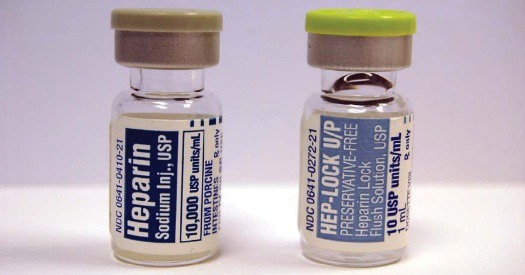 NDC 0641-0410-21
Heparin
Sodium Inj., USP
10,000 USP units/mL
FROM PORCINE
INTESTINES Rx only
NDC 0641-0272-21
HEP-LOCK U/P
PRESERVATIVE-FREE
Heparin Lock
Flush Solution, USP
10 USP units/mL
1 mL Rx only